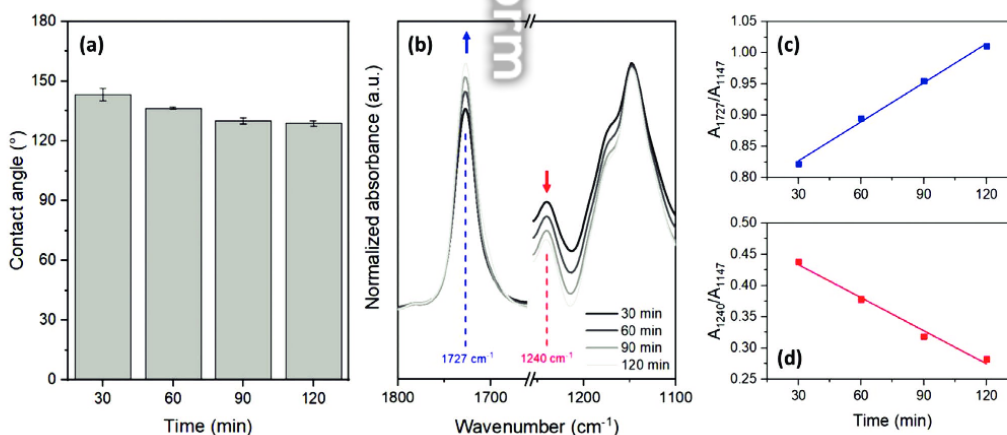 orm
(a)
Contact angle (°)
180
150
120
90
60
30
0
30 60 90 120
Time (min)
(b)
Normalized absorbance (a.u.)
1727 cm⁻¹
1240 cm⁻¹
30 min
60 min
90 min
120 min
1800 1700 1200 1100
Wavenumber (cm⁻¹)
(c)
A₁₇₂₇/A₁₁₄₇
1.05
1.00
0.95
0.90
0.85
0.80
30 60 90 120
(d)
A₁₂₄₀/A₁₁₄₇
0.50
0.45
0.40
0.35
0.30
0.25
30 60 90 120
Time (min)